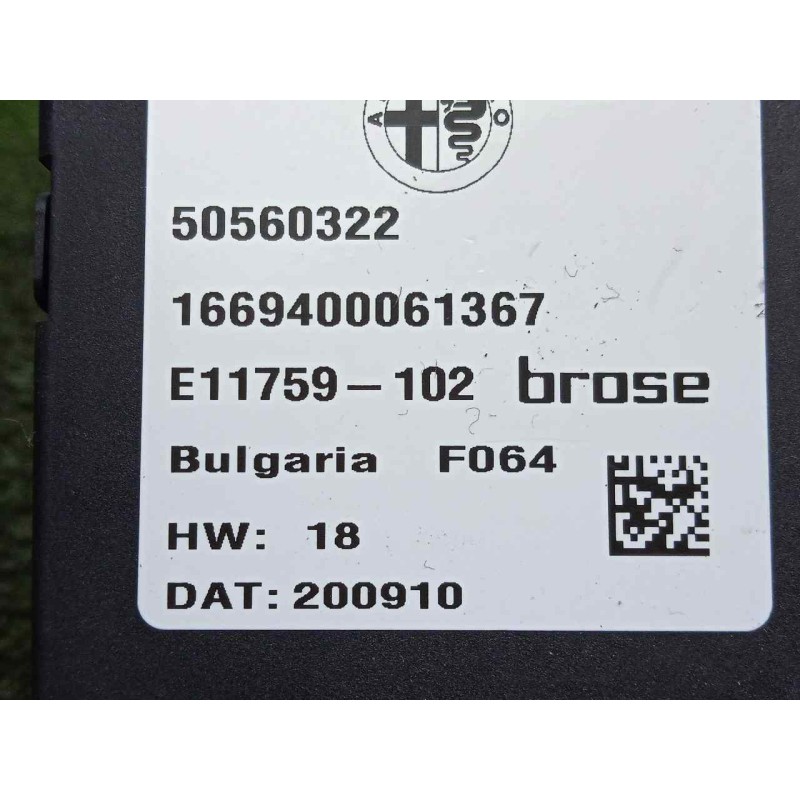 A O
50560322
1669400061367
E11759-102 brose
Bulgaria F064
HW: 18
DAT: 200910